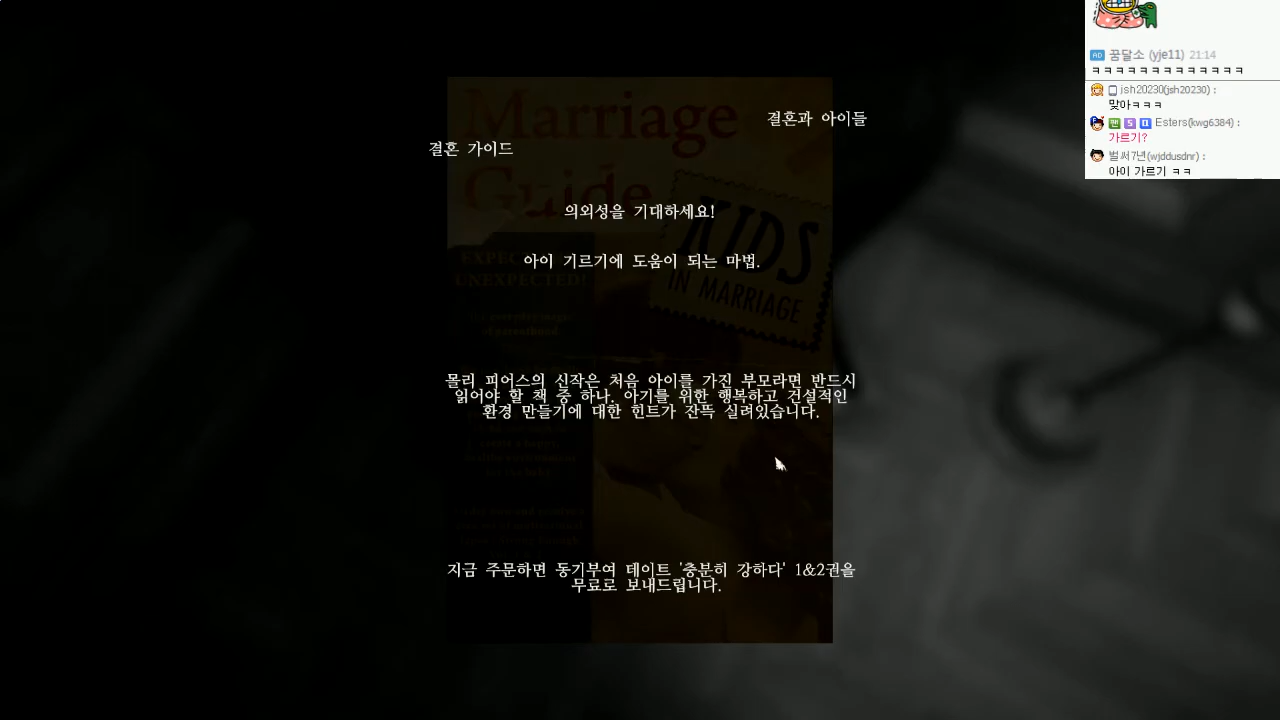 꿈달소 (yje11) 21:14
ㅋㅋㅋㅋㅋㅋㅋㅋㅋㅋㅋㅋㅋ
jsh20230(jsh20230) :
맞아ㅋㅋㅋ
Esters(kwg6384) :
가르기?
벌써7년(wjddusdnr) :
아이 가르기 ㅋㅋ
Marriage
Guide
KIDS
IN MARRIAGE
결혼과 아이들
결혼 가이드
의외성을 기대하세요!
아이 기르기에 도움이 되는 마법.
몰리 피어스의 신작은 처음 아이를 가진 부모라면 반드시
읽어야 할 책 중 하나. 아기를 위한 행복하고 건설적인
환경 만들기에 대한 힌트가 잔뜩 실려있습니다.
지금 주문하면 동기부여 테이트 '충분히 강하다' 1&2권을
무료로 보내드립니다.